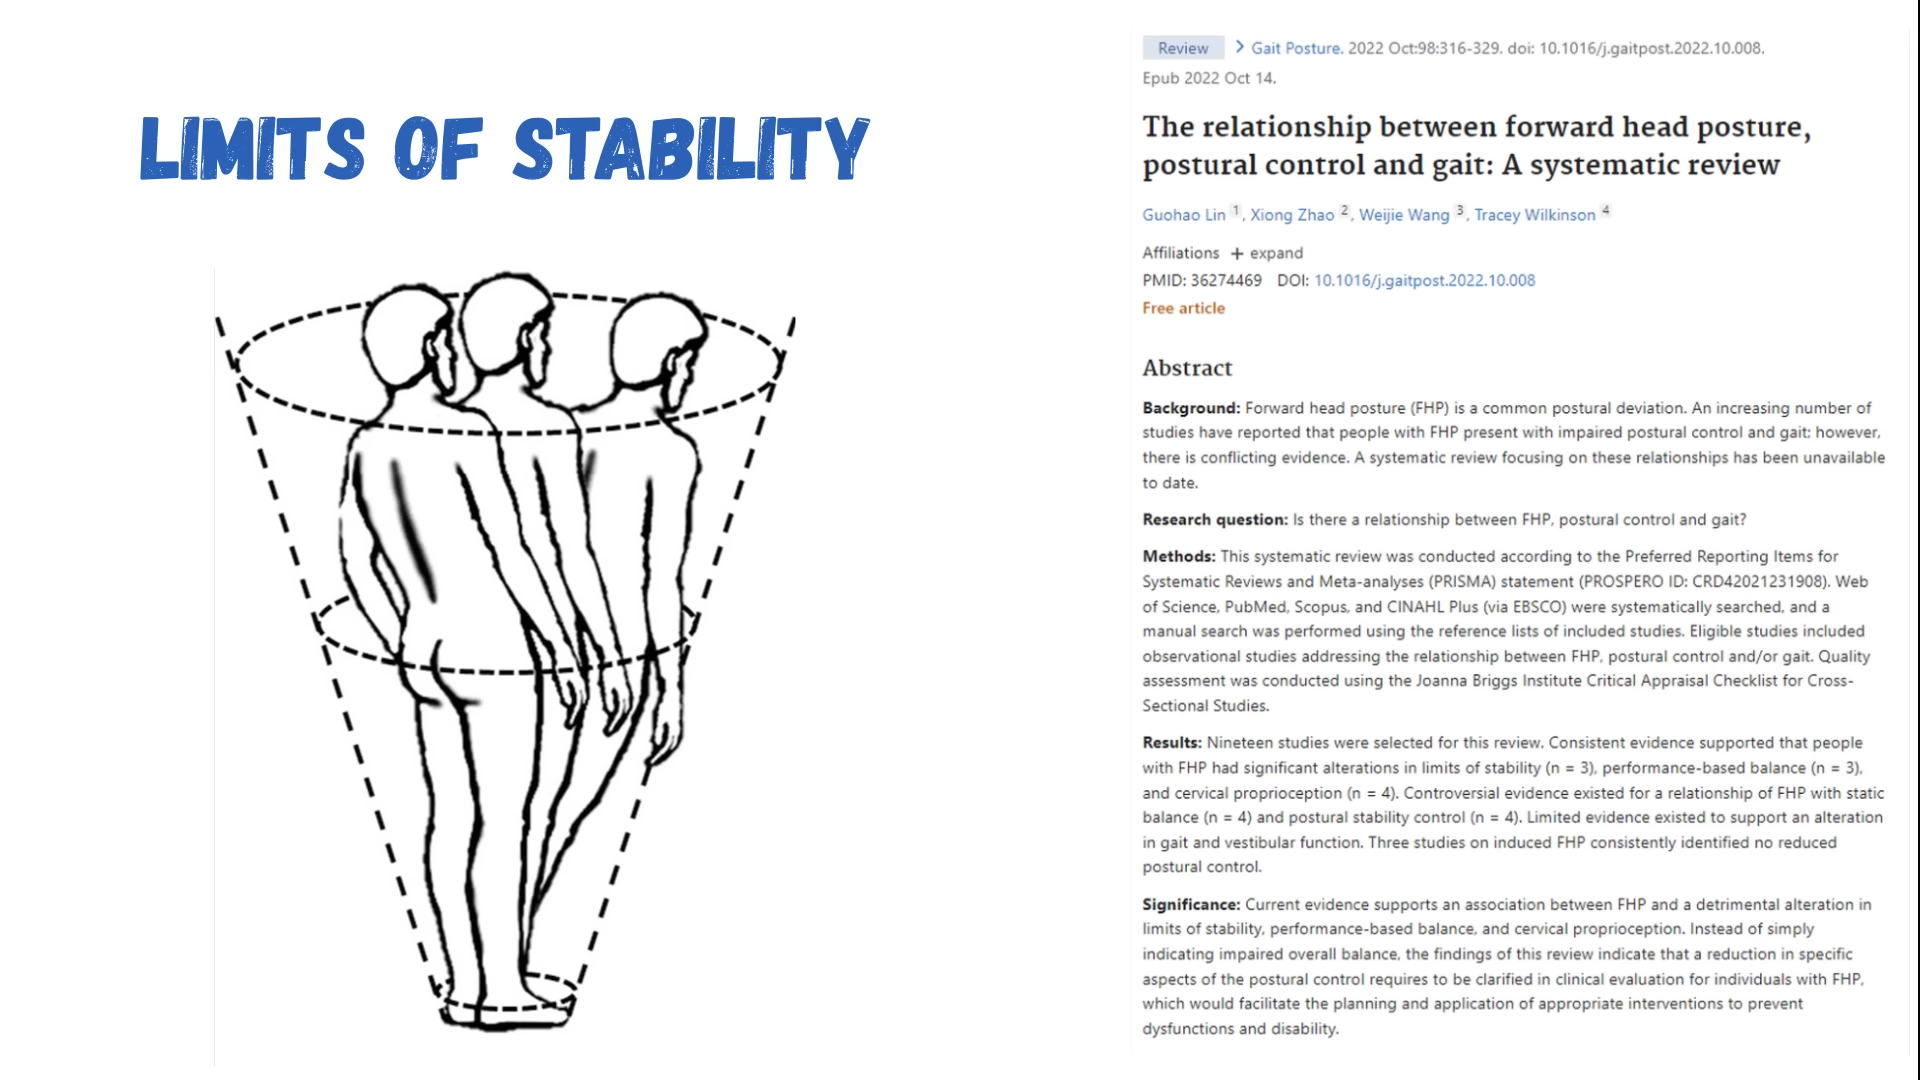 LIMITS OF STABILITY
Review > Gait Posture. 2022 Oct:98:316-329. doi: 10.1016/j.gaitpost.2022.10.008.
Epub 2022 Oct 14.
The relationship between forward head posture,
postural control and gait: A systematic review
Guohao Lin 1, Xiong Zhao 2, Weijie Wang 3, Tracey Wilkinson 4
Affiliations + expand
PMID: 36274469 DOI: 10.1016/j.gaitpost.2022.10.008
Free article
Abstract
Background: Forward head posture (FHP) is a common postural deviation. An increasing number of
studies have reported that people with FHP present with impaired postural control and gait; however,
there is conflicting evidence. A systematic review focusing on these relationships has been unavailable
to date.
Research question: Is there a relationship between FHP, postural control and gait?
Methods: This systematic review was conducted according to the Preferred Reporting Items for
Systematic Reviews and Meta-analyses (PRISMA) statement (PROSPERO ID: CRD42021231908). Web
of Science, PubMed, Scopus, and CINAHL Plus (via EBSCO) were systematically searched, and a
manual search was performed using the reference lists of included studies. Eligible studies included
observational studies addressing the relationship between FHP, postural control and/or gait. Quality
assessment was conducted using the Joanna Briggs Institute Critical Appraisal Checklist for Cross-
Sectional Studies.
Results: Nineteen studies were selected for this review. Consistent evidence supported that people
with FHP had significant alterations in limits of stability (n = 3), performance-based balance (n = 3),
and cervical proprioception (n = 4). Controversial evidence existed for a relationship of FHP with static
balance (n = 4) and postural stability control (n = 4). Limited evidence existed to support an alteration
in gait and vestibular function. Three studies on induced FHP consistently identified no reduced
postural control.
Significance: Current evidence supports an association between FHP and a detrimental alteration in
limits of stability, performance-based balance, and cervical proprioception. Instead of simply
indicating impaired overall balance, the findings of this review indicate that a reduction in specific
aspects of the postural control requires to be clarified in clinical evaluation for individuals with FHP,
which would facilitate the planning and application of appropriate interventions to prevent
dysfunctions and disability.